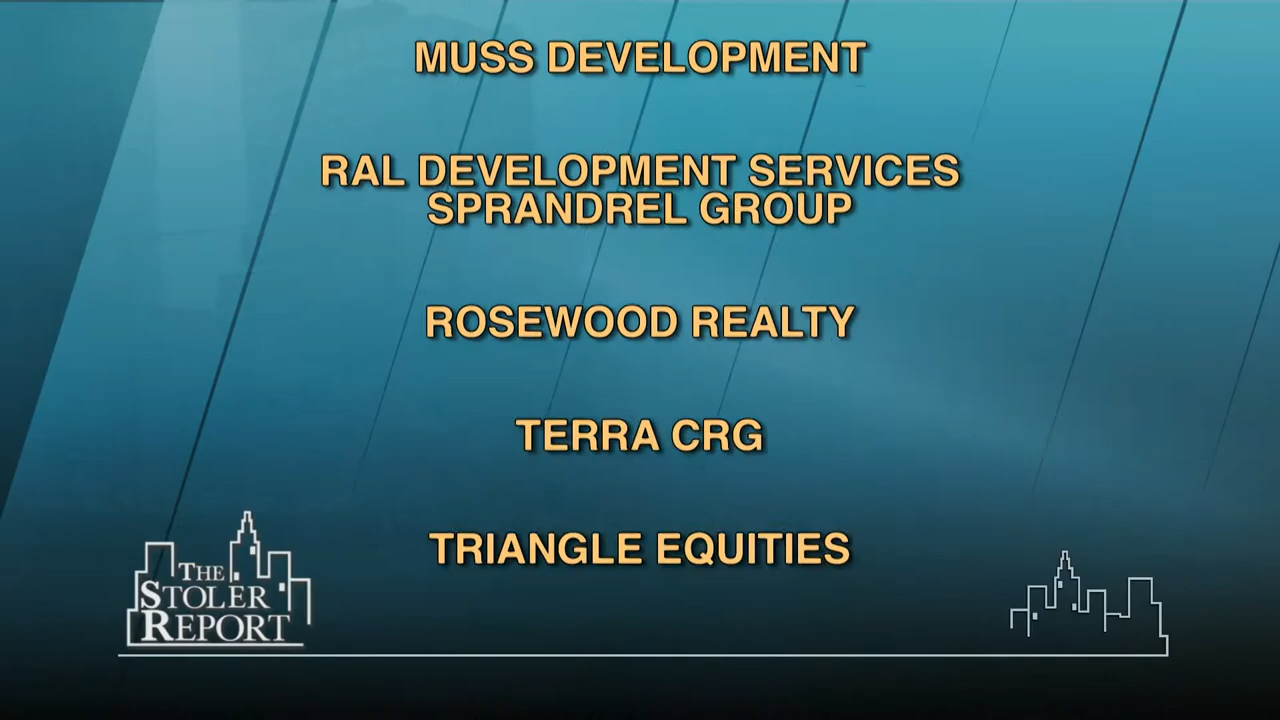 MUSS DEVELOPMENT
RAL DEVELOPMENT SERVICES
SPRANDREL GROUP
ROSEWOOD REALTY
TERRA CRG
TRIANGLE EQUITIES
THE
STOLER
REPORT